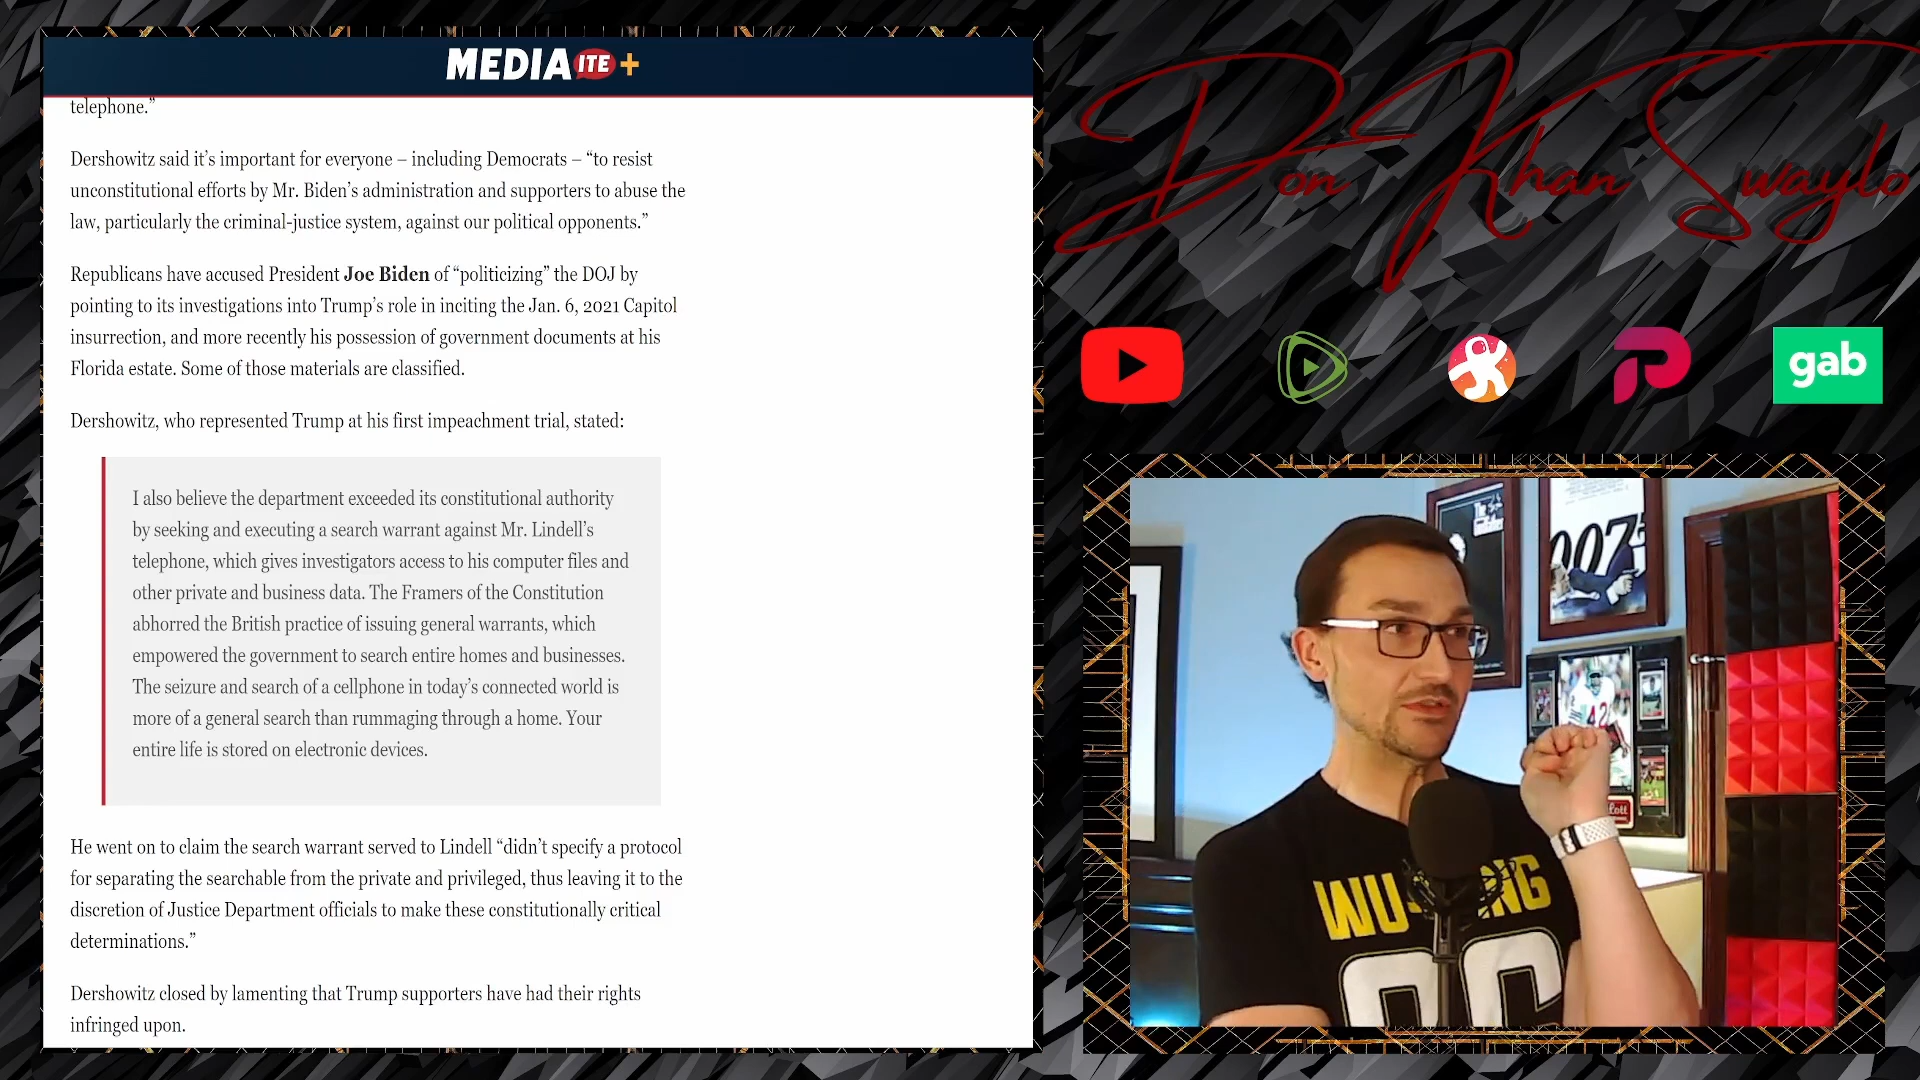 MEDIA ITE +
telephone.”
Dershowitz said it’s important for everyone – including Democrats – “to resist
unconstitutional efforts by Mr. Biden’s administration and supporters to abuse the
law, particularly the criminal-justice system, against our political opponents.”
Republicans have accused President Joe Biden of “politicizing” the DOJ by
pointing to its investigations into Trump’s role in inciting the Jan. 6, 2021 Capitol
insurrection, and more recently his possession of government documents at his
Florida estate. Some of those materials are classified.
Dershowitz, who represented Trump at his first impeachment trial, stated:
I also believe the department exceeded its constitutional authority
by seeking and executing a search warrant against Mr. Lindell’s
telephone, which gives investigators access to his computer files and
other private and business data. The Framers of the Constitution
abhorred the British practice of issuing general warrants, which
empowered the government to search entire homes and businesses.
The seizure and search of a cellphone in today’s connected world is
more of a general search than rummaging through a home. Your
entire life is stored on electronic devices.
He went on to claim the search warrant served to Lindell “didn’t specify a protocol
for separating the searchable from the private and privileged, thus leaving it to the
discretion of Justice Department officials to make these constitutionally critical
determinations.”
Dershowitz closed by lamenting that Trump supporters have had their rights
infringed upon.
Don Khan Swaylo
gab
The
007
42